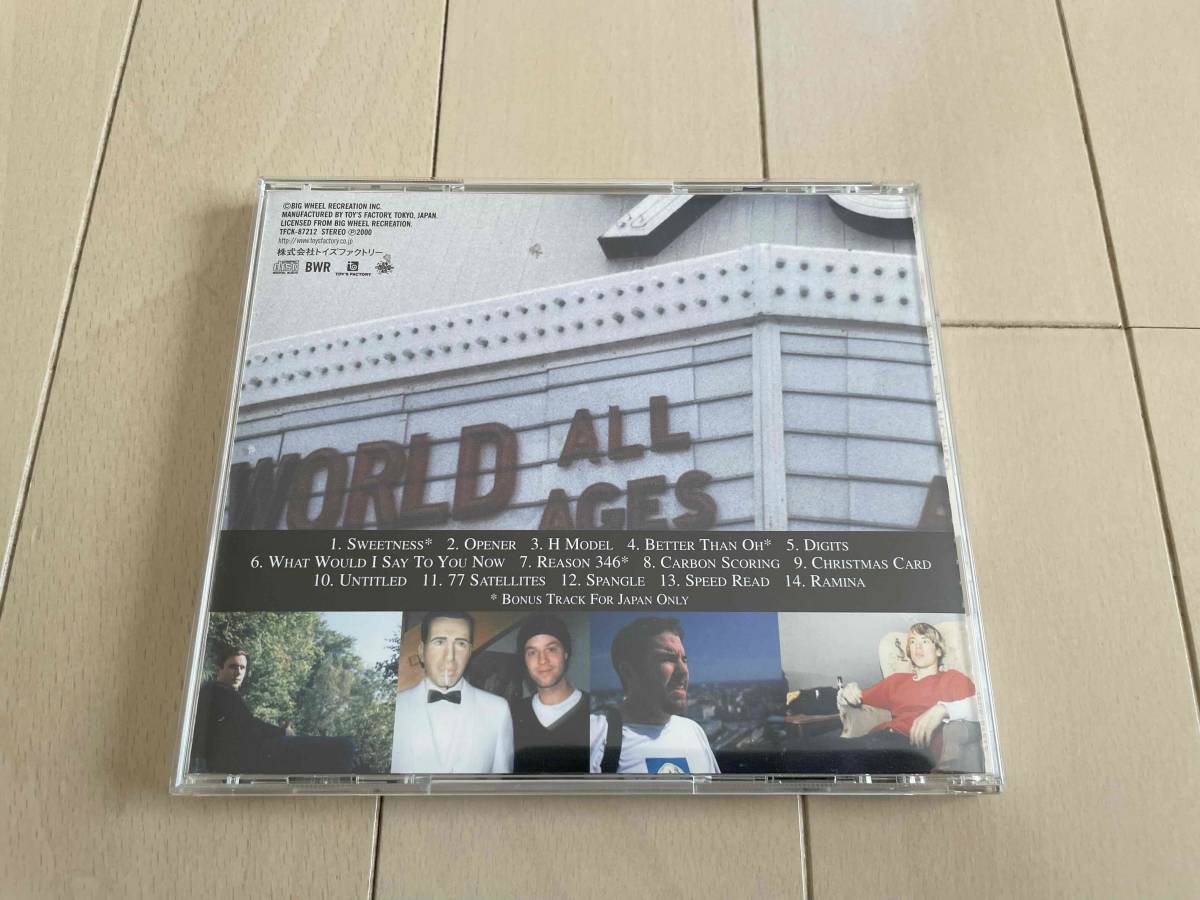 ©BIG WHEEL RECREATION INC.
MANUFACTURED BY TOY'S FACTORY, TOKYO, JAPAN.
LICENSED FROM BIG WHEEL RECREATION.
TFCK-87212 STEREO Ⓟ2000
http://www.toysfactory.co.jp
株式会社トイズファクトリー
BWR TOY'S FACTORY
WORLD ALL
AGES
1. SWEETNESS* 2. OPENER 3. H MODEL 4. BETTER THAN OH* 5. DIGITS
6. WHAT WOULD I SAY TO YOU NOW 7. REASON 346* 8. CARBON SCORING 9. CHRISTMAS CARD
10. UNTITLED 11. 77 SATELLITES 12. SPANGLE 13. SPEED READ 14. RAMINA
* BONUS TRACK FOR JAPAN ONLY